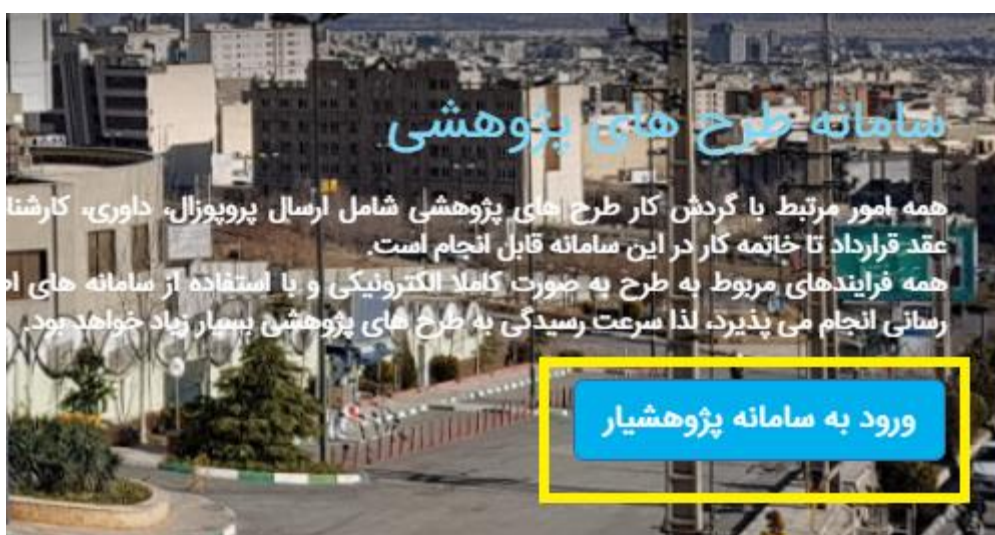 سامانه طرح های پژوهشی
همه امور مرتبط با گردش کار طرح های پژوهشی شامل ارسال پروپوزال، داوری،
عقد قرارداد تا خاتمه کار در این سامانه قابل انجام است.
همه فرایندهای مربوط به طرح به صورت کاملا الکترونیکی و با استفاده از سامانه های
رسانی انجام می پذیرد، لذا سرعت رسیدگی به طرح های پژوهشی بسیار زیاد خواهد بود.
ورود به سامانه پژوهشیار